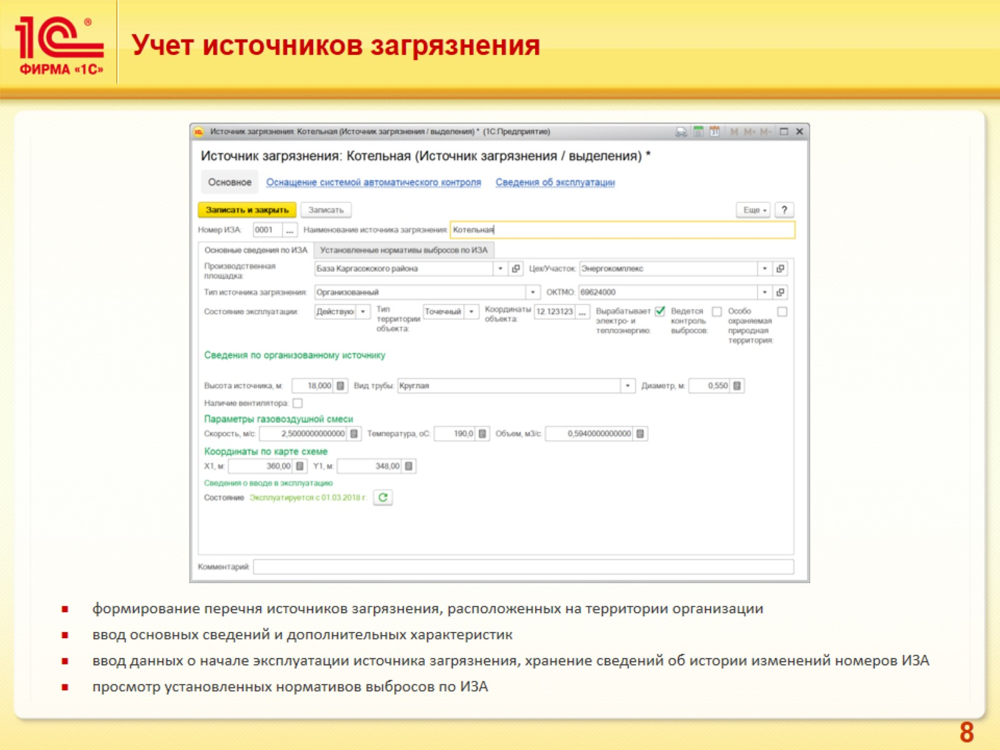 1С®
ФИРМА «1С»
Учет источников загрязнения
Источник загрязнения: Котельная (Источник загрязнения / выделения) * (1С:Предприятие)
31 M M+ M-
Источник загрязнения: Котельная (Источник загрязнения / выделения) *
Основное Оснащение системой автоматического контроля Сведения об эксплуатации
Записать и закрыть Записать Еще ?
Номер ИЗА: 0001 ... Наименование источника загрязнения: Котельная
Основные сведения по ИЗА Установленные нормативы выбросов по ИЗА
Производственная площадка: База Каргасокского района Цех/Участок: Энергокомплекс
Тип источника загрязнения: Организованный ОКТМО: 69624000
Состояние эксплуатации: Действую Тип территории объекта: Точечный Координаты объекта: 12.123123 ... Вырабатывает электро- и теплоэнергию: Ведется контроль выбросов: Особо охраняемая природная территория:
Сведения по организованному источнику
Высота источника, м: 18,000 Вид трубы: Круглая Диаметр, м: 0,550
Наличие вентилятора:
Параметры газовоздушной смеси
Скорость, м/с: 2,5000000000000 Температура, оС: 190,0 Объем, м3/с: 0,5940000000000
Координаты по карте схеме
X1, м: 360,00 Y1, м: 348,00
Сведения о вводе в эксплуатацию
Состояние Эксплуатируется с 01.03.2018 г.
Комментарий:
формирование перечня источников загрязнения, расположенных на территории организации
ввод основных сведений и дополнительных характеристик
ввод данных о начале эксплуатации источника загрязнения, хранение сведений об истории изменений номеров ИЗА
просмотр установленных нормативов выбросов по ИЗА
8